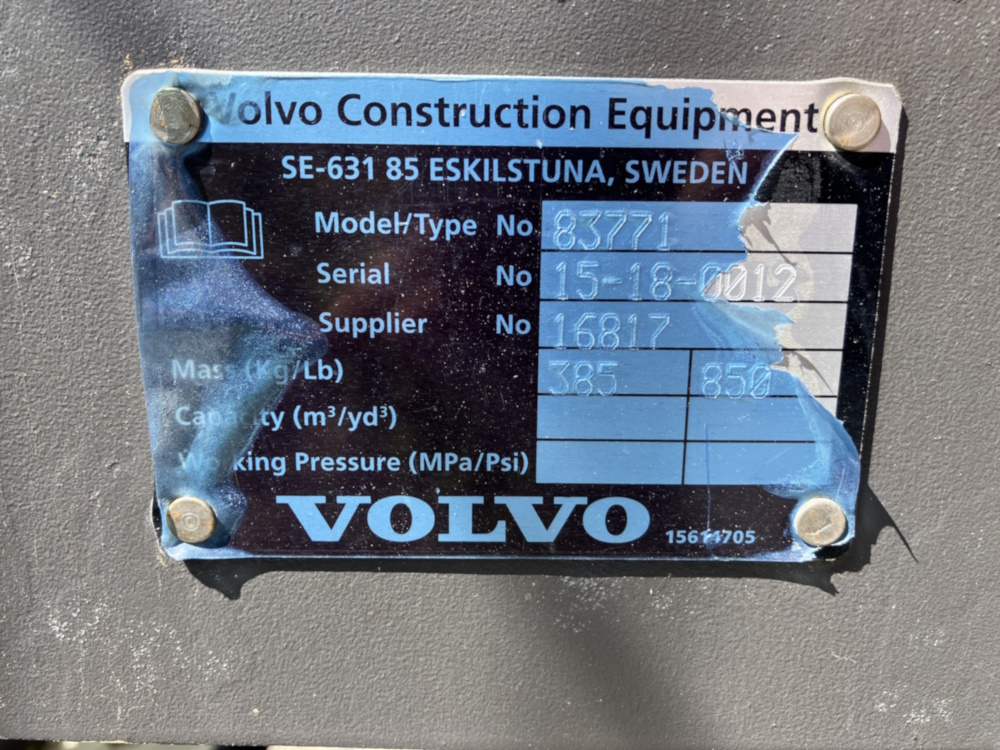 Volvo Construction Equipment
SE-631 85 ESKILSTUNA, SWEDEN
Model/Type No 83771
Serial No 15-18-0012
Supplier No 16817
Mass (Kg/Lb) 385 850
Capacity (m³/yd³)
Working Pressure (MPa/Psi)
VOLVO